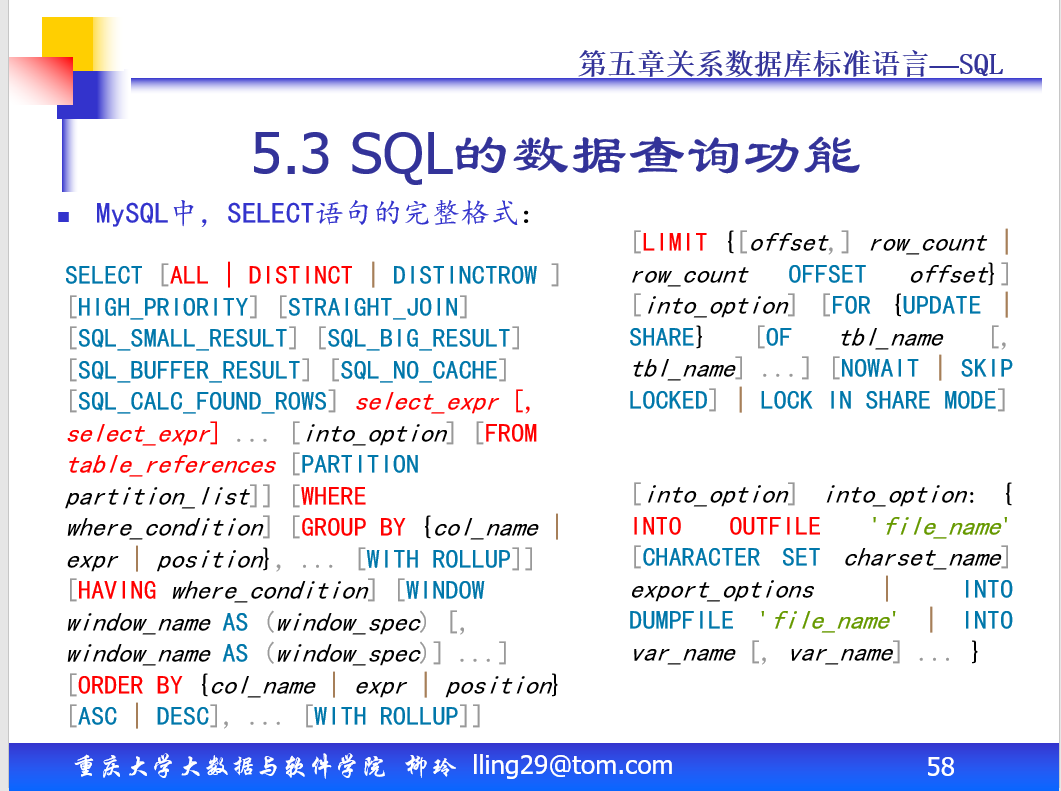 第五章关系数据库标准语言—SQL
5.3 SQL的数据查询功能
MySQL中，SELECT语句的完整格式：
SELECT [ALL | DISTINCT | DISTINCTROW ]
[HIGH_PRIORITY] [STRAIGHT_JOIN]
[SQL_SMALL_RESULT] [SQL_BIG_RESULT]
[SQL_BUFFER_RESULT] [SQL_NO_CACHE]
[SQL_CALC_FOUND_ROWS] select_expr [,
select_expr] ... [into_option] [FROM
table_references [PARTITION
partition_list]] [WHERE
where_condition] [GROUP BY {col_name |
expr | position}, ... [WITH ROLLUP]]
[HAVING where_condition] [WINDOW
window_name AS (window_spec) [,
window_name AS (window_spec)] ...]
[ORDER BY {col_name | expr | position}
[ASC | DESC], ... [WITH ROLLUP]]
[LIMIT {[offset,] row_count |
row_count OFFSET offset}]
[into_option] [FOR {UPDATE |
SHARE} [OF tbl_name [,
tbl_name] ...] [NOWAIT | SKIP
LOCKED] | LOCK IN SHARE MODE]
[into_option] into_option: {
INTO OUTFILE 'file_name'
[CHARACTER SET charset_name]
export_options | INTO
DUMPFILE 'file_name' | INTO
var_name [, var_name] ... }
重庆大学大数据与软件学院 柳玲 lling29@tom.com
58